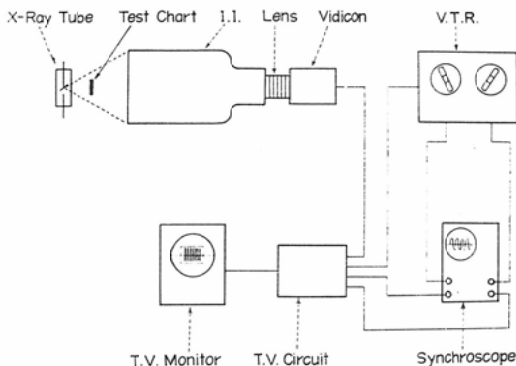 X-Ray Tube
Test Chart
I.I.
Lens
Vidicon
V.T.R.
T.V. Monitor
T.V. Circuit
Synchroscope